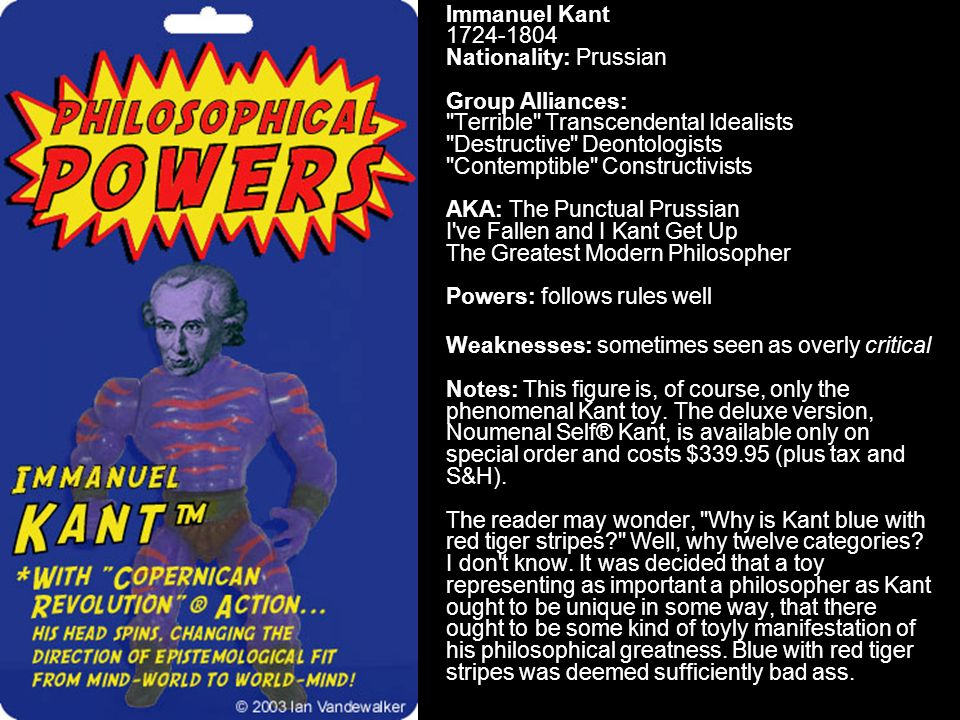 PHILOSOPHICAL
POWERS
IMMANUEL
KANT™
*WITH "COPERNICAN
REVOLUTION"® ACTION...
HIS HEAD SPINS, CHANGING THE
DIRECTION OF EPISTEMOLOGICAL FIT
FROM MIND-WORLD TO WORLD-MIND!
© 2003 Ian Vandewalker
Immanuel Kant
1724-1804
Nationality: Prussian
Group Alliances:
"Terrible" Transcendental Idealists
"Destructive" Deontologists
"Contemptible" Constructivists
AKA: The Punctual Prussian
I've Fallen and I Kant Get Up
The Greatest Modern Philosopher
Powers: follows rules well
Weaknesses: sometimes seen as overly critical
Notes: This figure is, of course, only the
phenomenal Kant toy. The deluxe version,
Noumenal Self® Kant, is available only on
special order and costs $339.95 (plus tax and
S&H).
The reader may wonder, "Why is Kant blue with
red tiger stripes?" Well, why twelve categories?
I don't know. It was decided that a toy
representing as important a philosopher as Kant
ought to be unique in some way, that there
ought to be some kind of toyly manifestation of
his philosophical greatness. Blue with red tiger
stripes was deemed sufficiently bad ass.